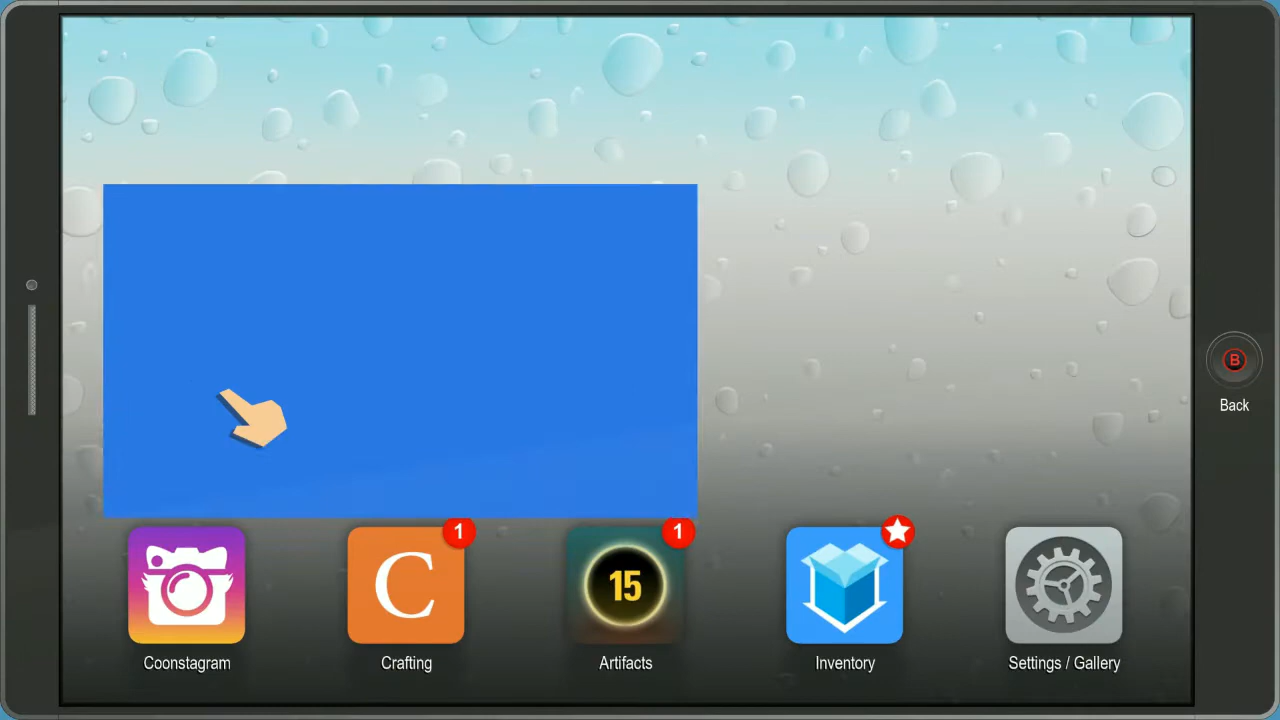 B
Back
1
1
C
15
Coonstagram
Crafting
Artifacts
Inventory
Settings / Gallery